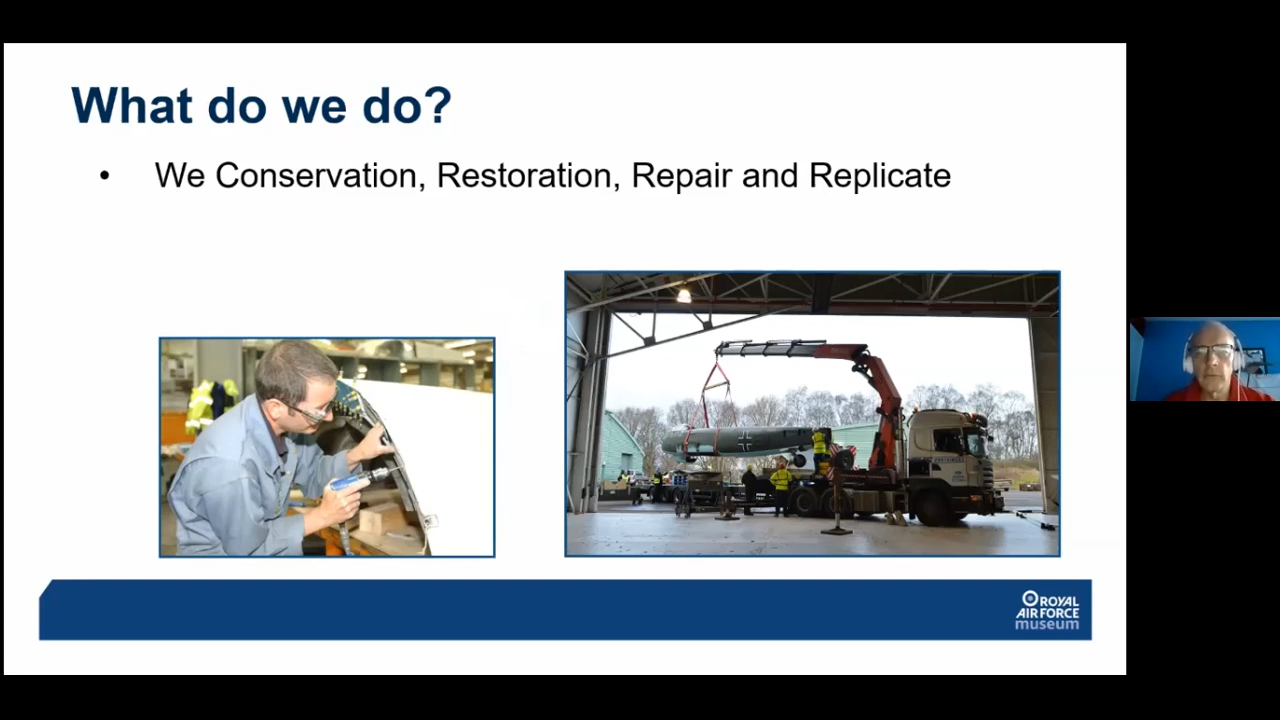 What do we do?
• We Conservation, Restoration, Repair and Replicate
ROYAL
AIR FORCE
museum